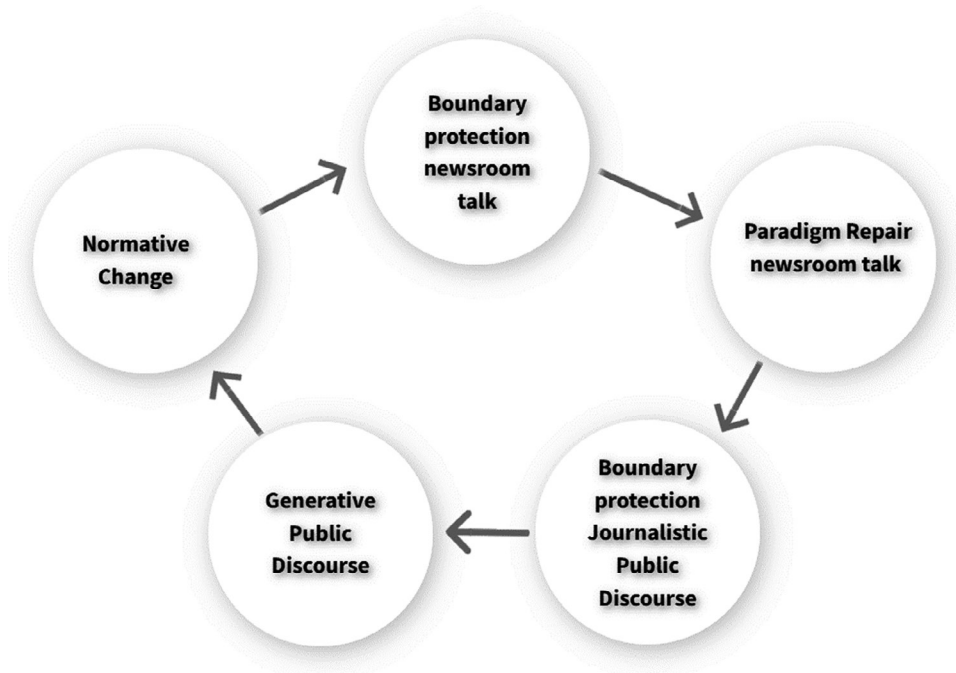 Boundary
protection
newsroom
talk
Paradigm Repair
newsroom talk
Boundary
protection
Journalistic
Public
Discourse
Generative
Public
Discourse
Normative
Change